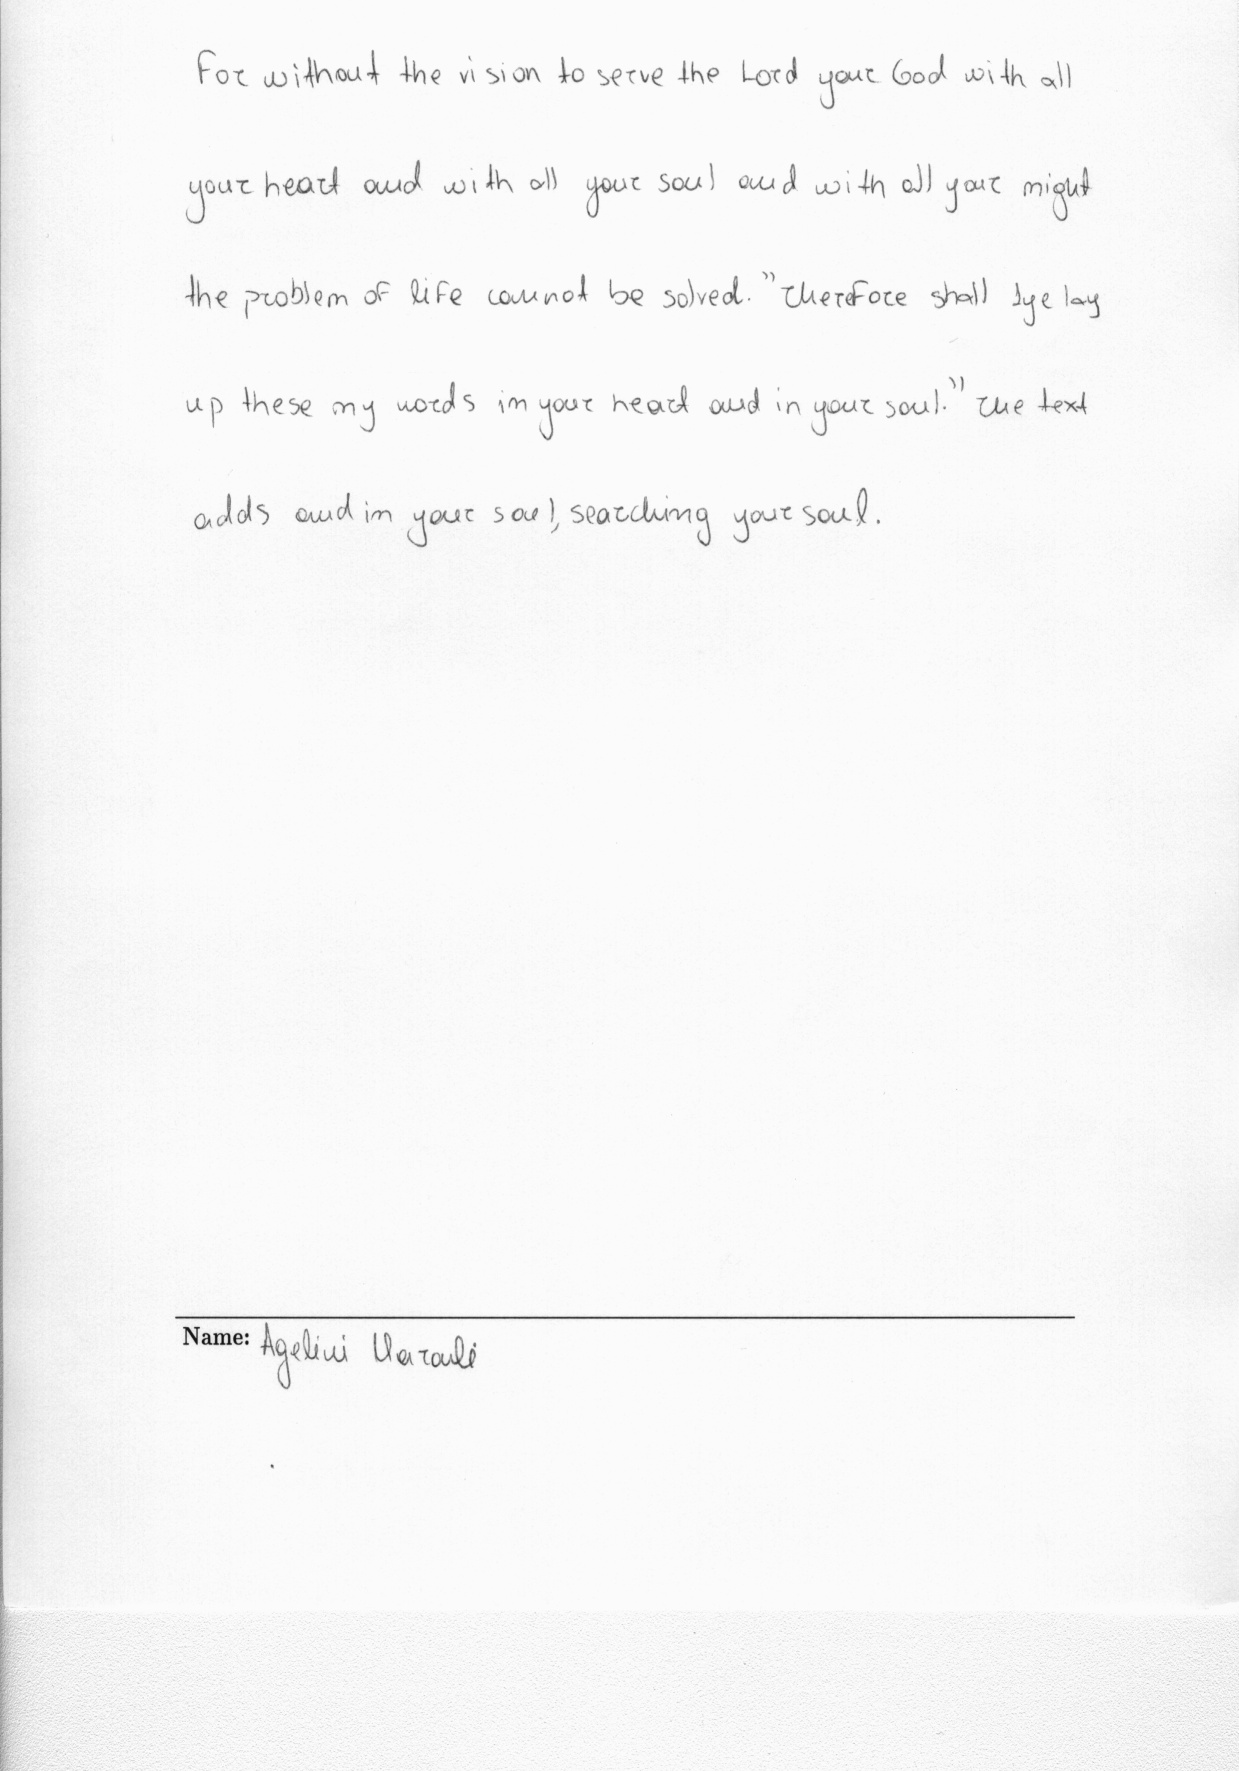 For without the vision to serve the Lord your God with all
your heart and with all your soul and with all your might
the problem of life cannot be solved. "Therefore shall ye lay
up these my words in your heart and in your soul." The text
adds and in your soul, searching your soul.
Name: Agelini